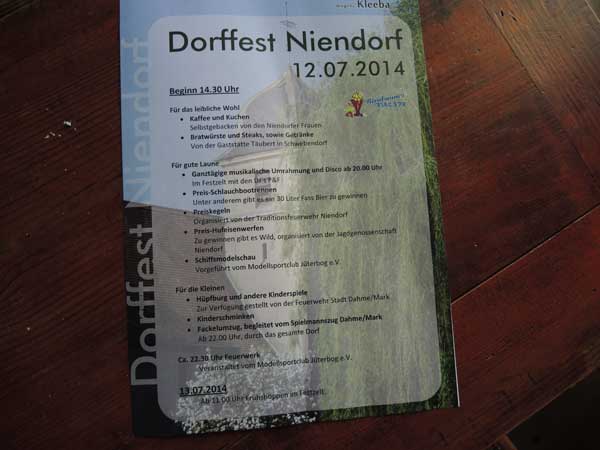 Kleeba
Dorffest Niendorf
12.07.2014
Beginn 14.30 Uhr
Für das leibliche Wohl
• Kaffee und Kuchen
Selbstgebacken von den Niendorfer Frauen
• Bratwürste und Steaks, sowie Getränke
Von der Gaststätte Täubert in Schwebendorf
Für gute Laune
• Ganztägige musikalische Umrahmung und Disco ab 20.00 Uhr
Im Festzelt mit den DJ's P&F
• Preis-Schlauchbootrennen
Unter anderem gibt es ein 30 Liter Fass Bier zu gewinnen
• Preiskegeln
Organisiert von der Traditionsfeuerwehr Niendorf
• Preis-Hufeisenwerfen
Zu gewinnen gibt es Wild, organisiert von der Jagdgenossenschaft
Niendorf
• Schiffsmodelschau
Vorgeführt vom Modellsportclub Jüterbog e.V.
Für die Kleinen
• Hüpfburg und andere Kinderspiele
Zur Verfügung gestellt von der Feuerwehr Stadt Dahme/Mark
• Kinderschminken
• Fackelumzug, begleitet vom Spielmannszug Dahme/Mark
Ab 22.00 Uhr, durch das gesamte Dorf
Ca. 22.30 Uhr Feuerwerk
Veranstaltet vom Modellsportclub Jüterbog e.V.
13.07.2014
Ab 11.00 Uhr Frühshoppen im Festzelt
Dorffest Niendorf